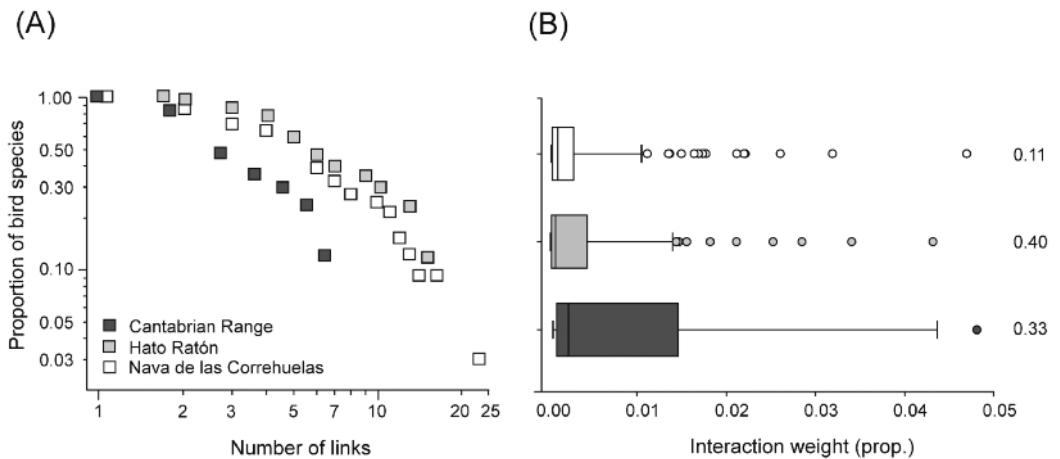 (A)
(B)
Proportion of bird species
1.00
0.50
0.30
0.10
0.05
0.03
Cantabrian Range
Hato Ratón
Nava de las Correhuelas
1 2 3 5 7 10 20 25
Number of links
0.11
0.40
0.33
0.00 0.01 0.02 0.03 0.04 0.05
Interaction weight (prop.)